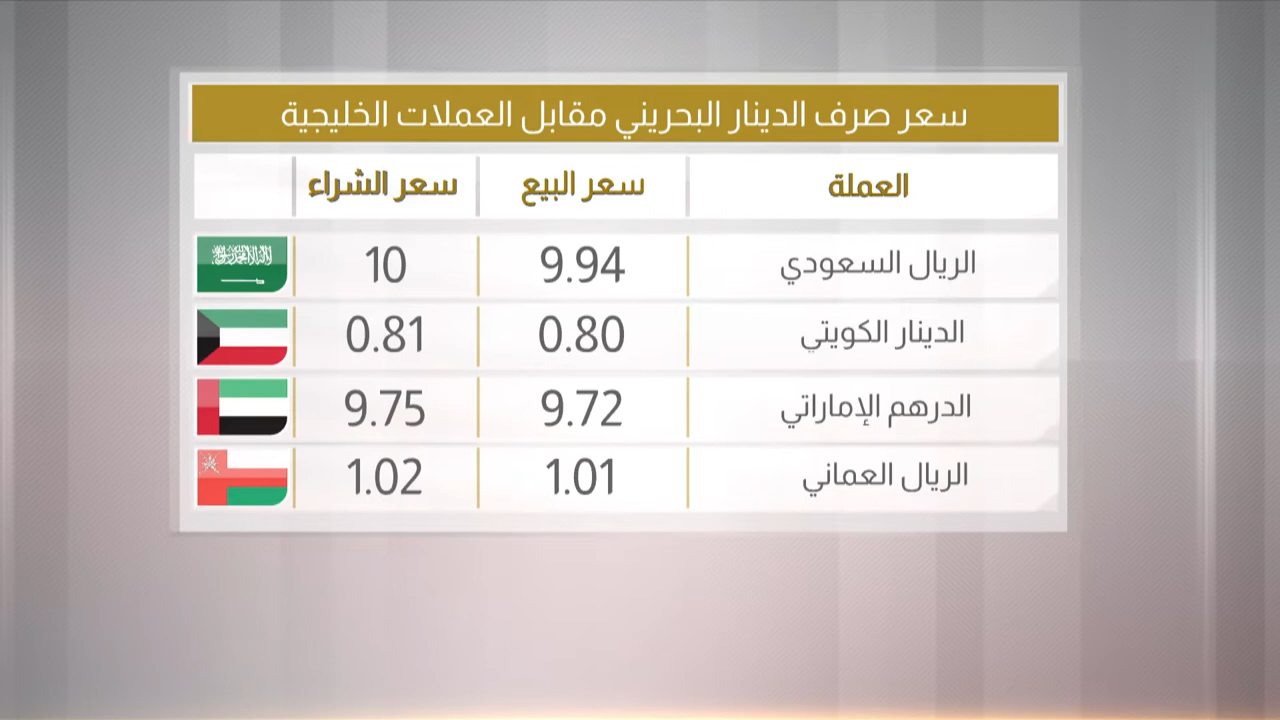 سعر صرف الدينار البحريني مقابل العملات الخليجية
العملة سعر البيع سعر الشراء
الريال السعودي 9.94 10
الدينار الكويتي 0.80 0.81
الدرهم الإماراتي 9.72 9.75
الريال العماني 1.01 1.02